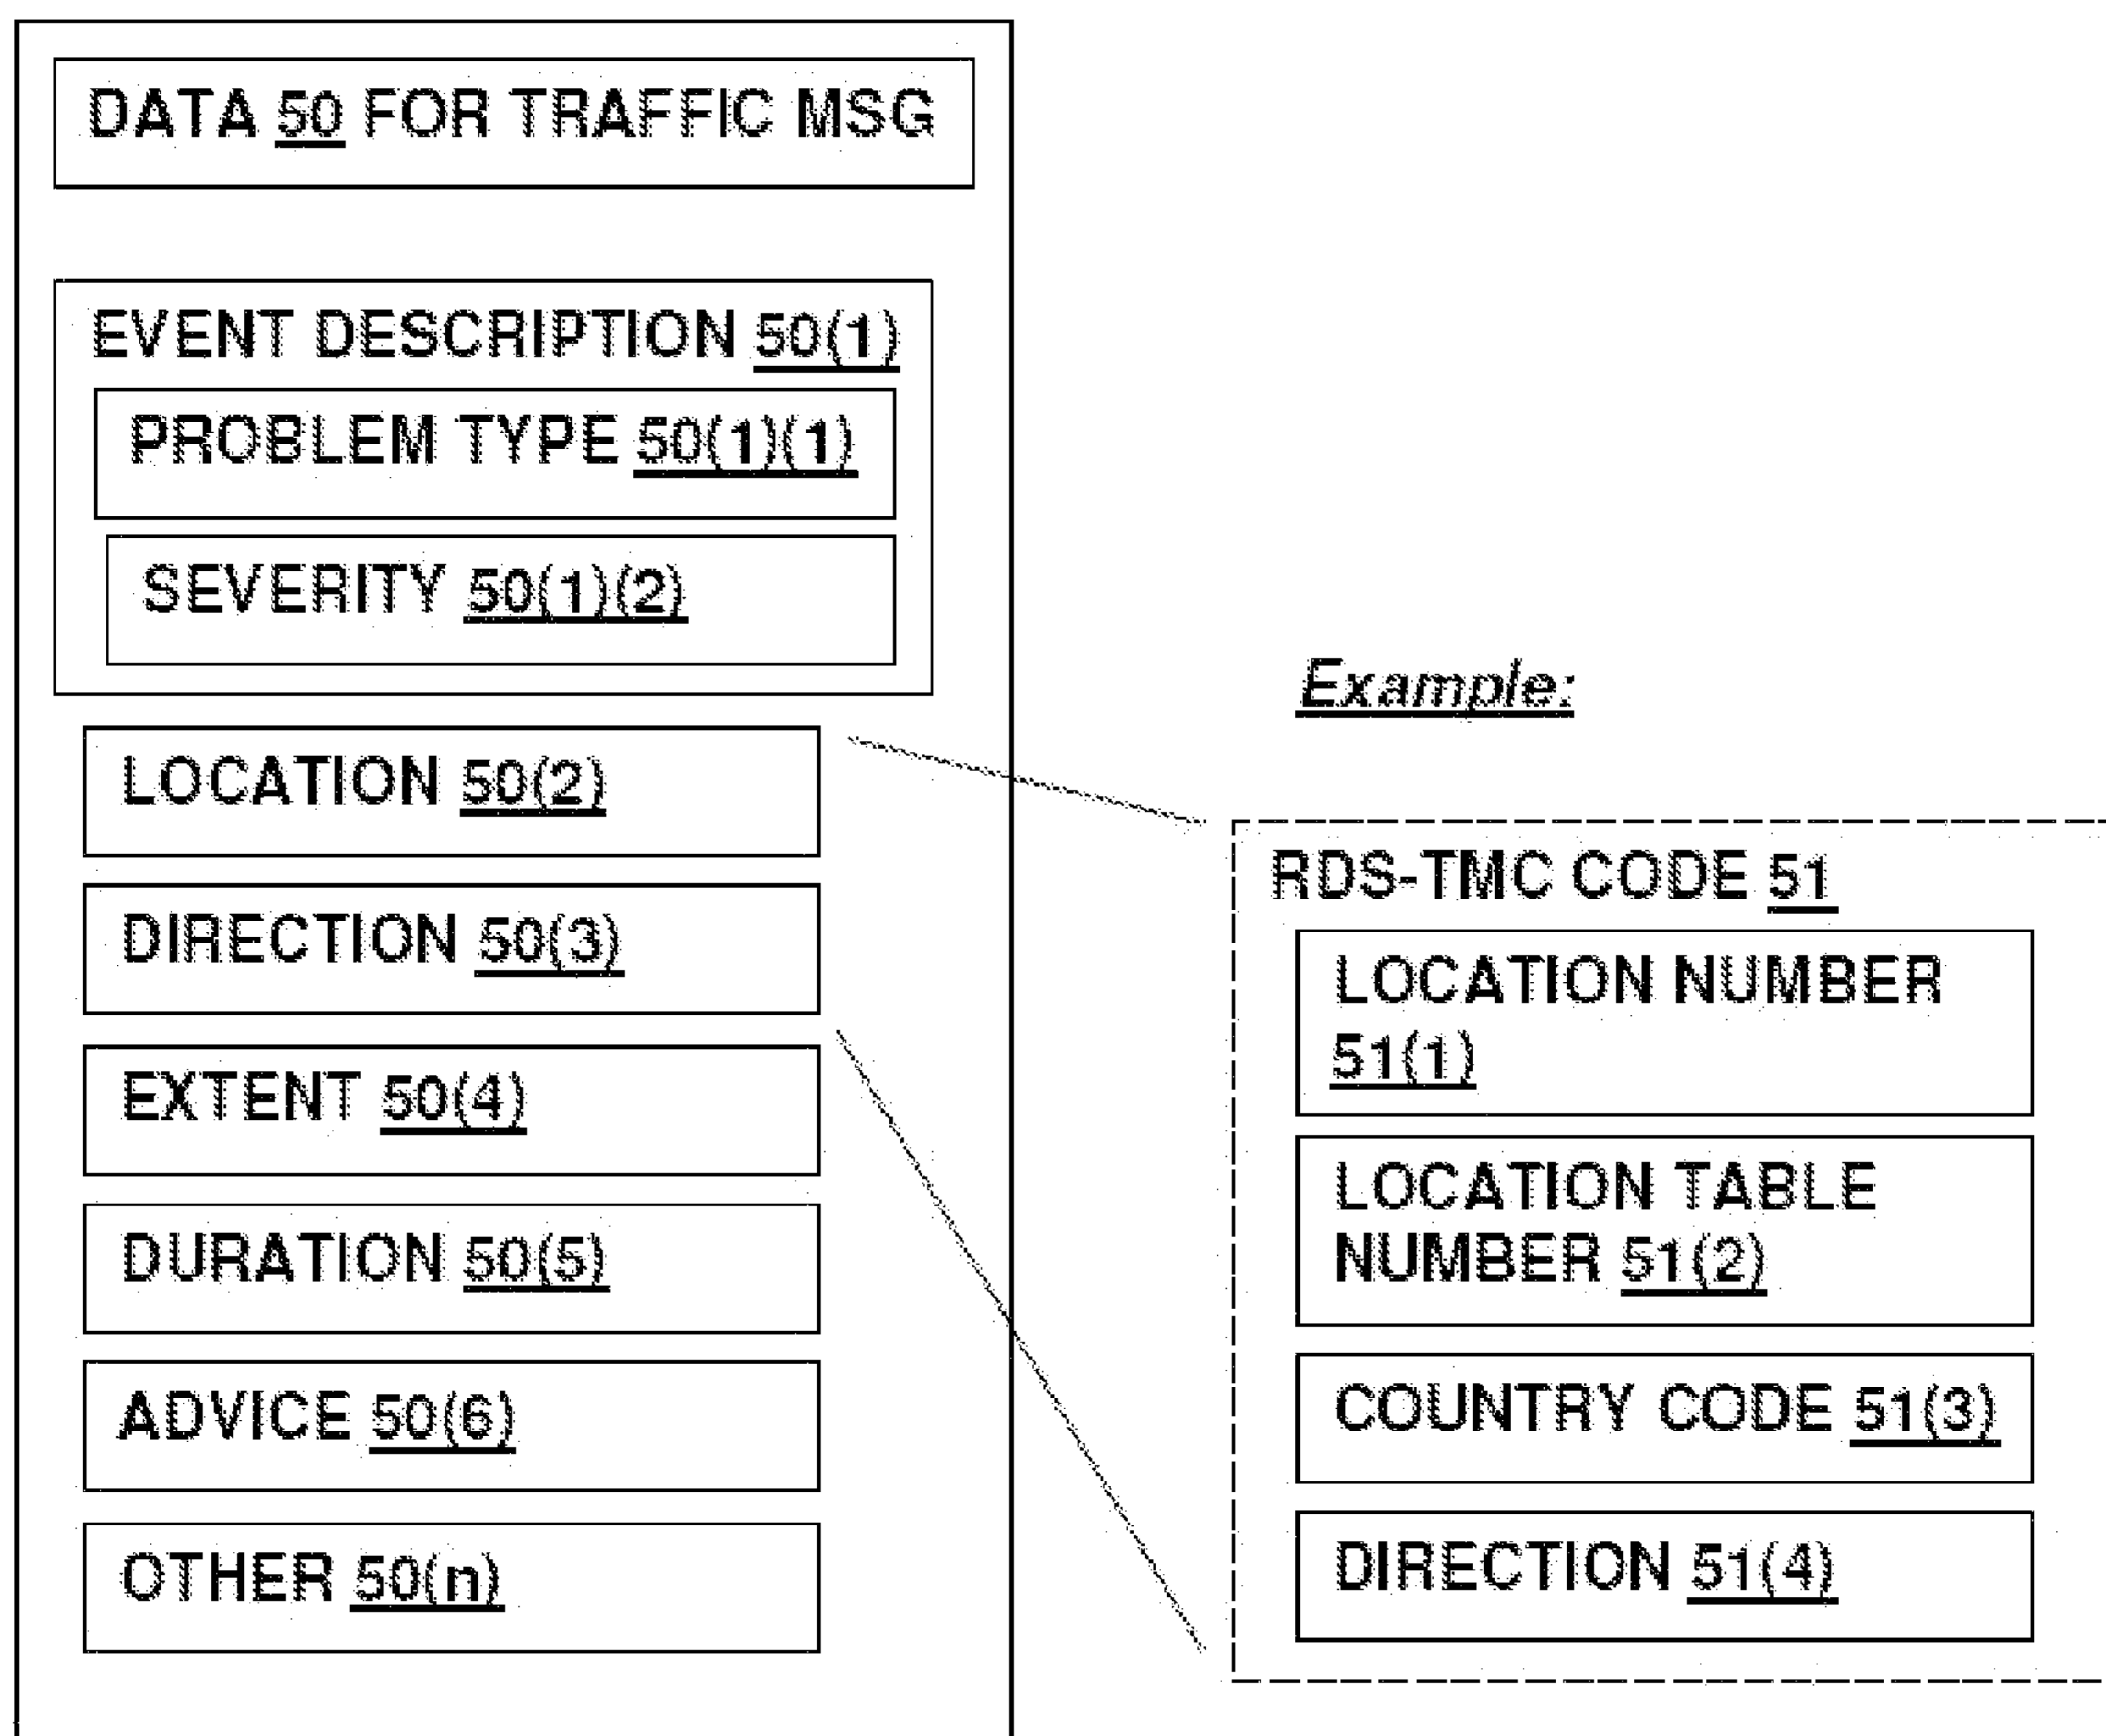 DATA 50 FOR TRAFFIC MSG
EVENT DESCRIPTION 50(1)
PROBLEM TYPE 50(1)(1)
SEVERITY 50(1)(2)
LOCATION 50(2)
DIRECTION 50(3)
EXTENT 50(4)
DURATION 50(5)
ADVICE 50(6)
OTHER 50(n)
Example:
RDS-TMC CODE 51
LOCATION NUMBER
51(1)
LOCATION TABLE
NUMBER 51(2)
COUNTRY CODE 51(3)
DIRECTION 51(4)